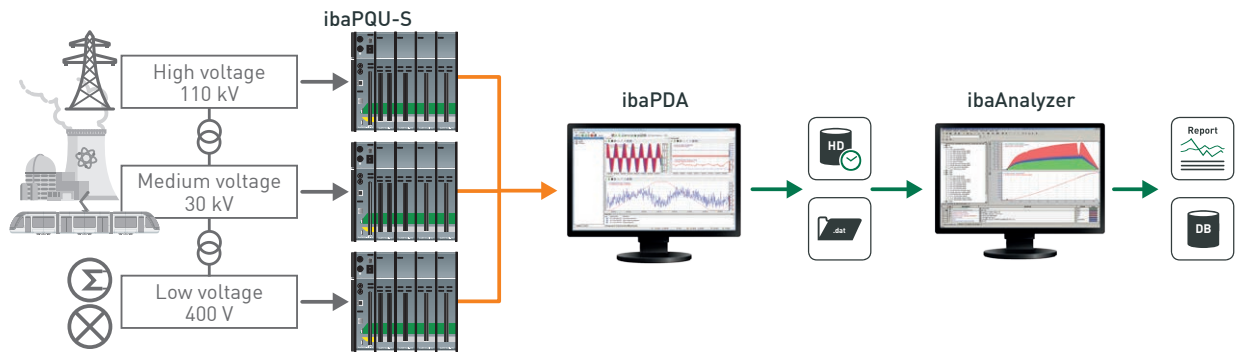 ibaPQU-S
High voltage
110 kV
Medium voltage
30 kV
Low voltage
400 V
ibaPDA
HD
.dat
ibaAnalyzer
Report
DB